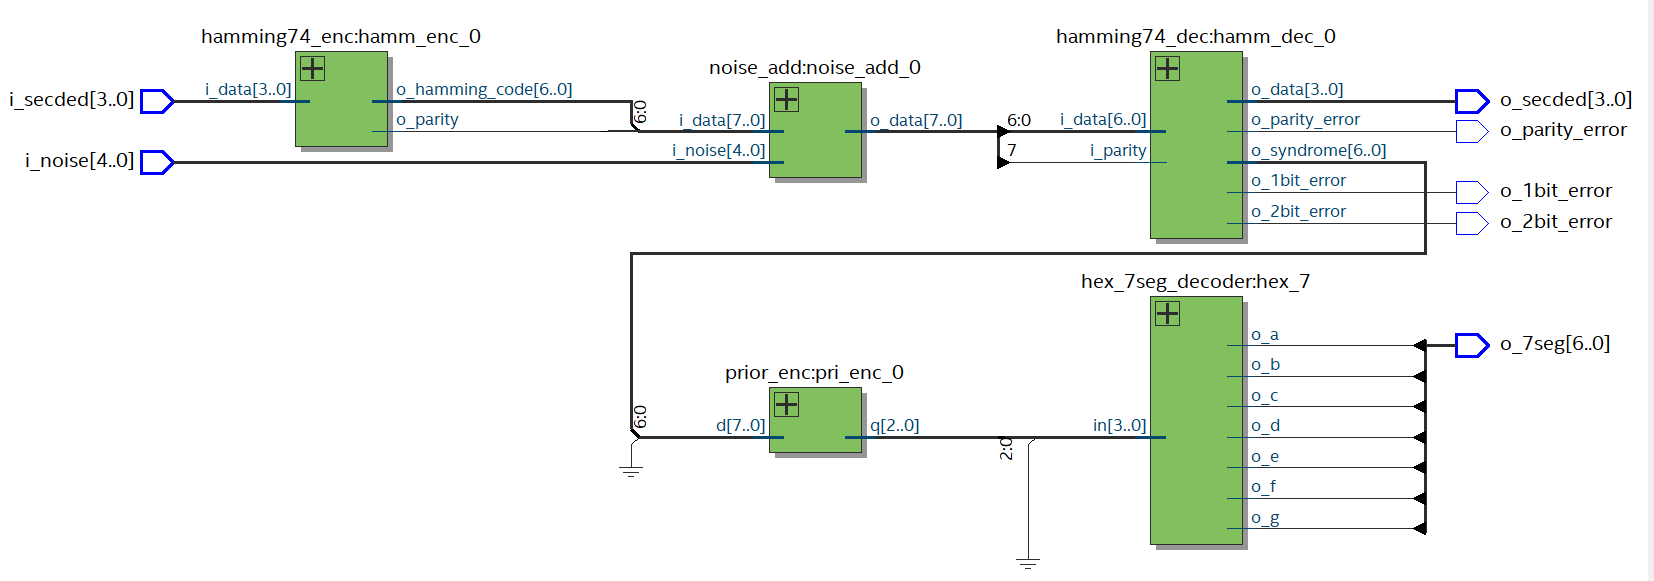 hamming74_enc:hamm_enc_0
i_secded[3..0]
i_data[3..0]
o_hamming_code[6..0]
o_parity
i_noise[4..0]
6:0
noise_add:noise_add_0
i_data[7..0]
o_data[7..0]
i_noise[4..0]
6:0
7
hamming74_dec:hamm_dec_0
i_data[6..0]
i_parity
o_data[3..0]
o_parity_error
o_syndrome[6..0]
o_1bit_error
o_2bit_error
o_secded[3..0]
o_parity_error
o_1bit_error
o_2bit_error
6:0
prior_enc:pri_enc_0
d[7..0]
q[2..0]
2:0
hex_7seg_decoder:hex_7
in[3..0]
o_a
o_b
o_c
o_d
o_e
o_f
o_g
o_7seg[6..0]